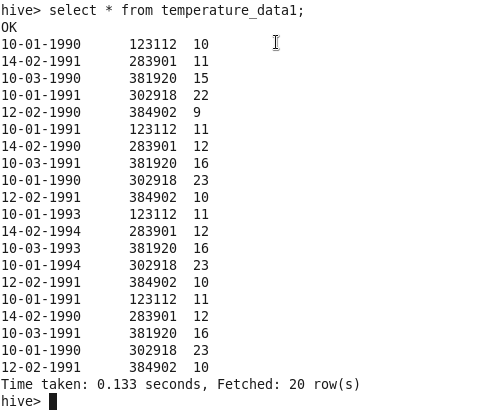 hive> select * from temperature_data1;
OK
10-01-1990      123112  10
14-02-1991      283901  11
10-03-1990      381920  15
10-01-1991      302918  22
12-02-1990      384902  9
10-01-1991      123112  11
14-02-1990      283901  12
10-03-1991      381920  16
10-01-1990      302918  23
12-02-1991      384902  10
10-01-1993      123112  11
14-02-1994      283901  12
10-03-1993      381920  16
10-01-1994      302918  23
12-02-1991      384902  10
10-01-1991      123112  11
14-02-1990      283901  12
10-03-1991      381920  16
10-01-1990      302918  23
12-02-1991      384902  10
Time taken: 0.133 seconds, Fetched: 20 row(s)
hive>